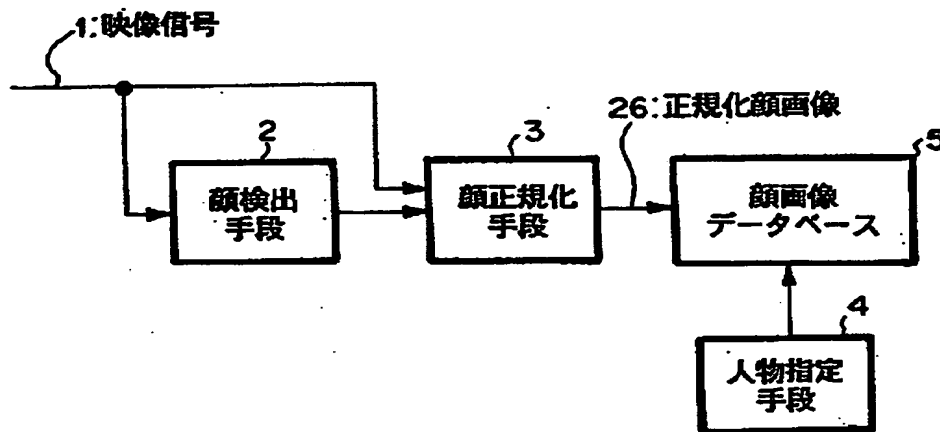 1:映像信号
2
顔検出
手段
3
顔正規化
手段
26:正規化顔画像
5
顔画像
データベース
4
人物指定
手段